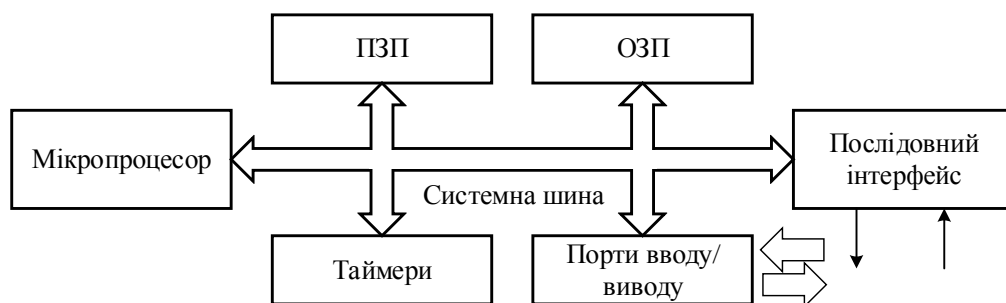 ПЗП
ОЗП
Мікропроцесор
Послідовний
інтерфейс
Системна шина
Таймери
Порти вводу/
виводу